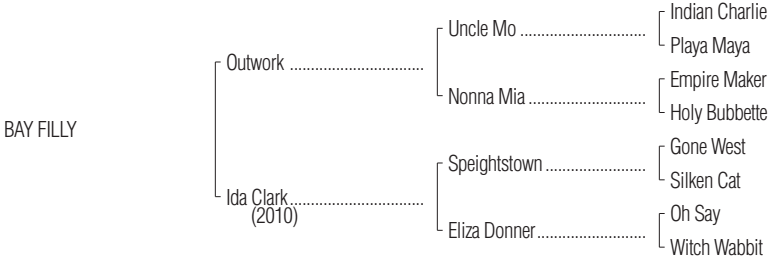 Indian Charlie
Uncle Mo ..............................
Playa Maya
Outwork ................................
Empire Maker
Nonna Mia ............................
Holy Bubbette
BAY FILLY
Gone West
Speightstown ........................
Silken Cat
Ida Clark ................................
(2010)
Oh Say
Eliza Donner ..........................
Witch Wabbit